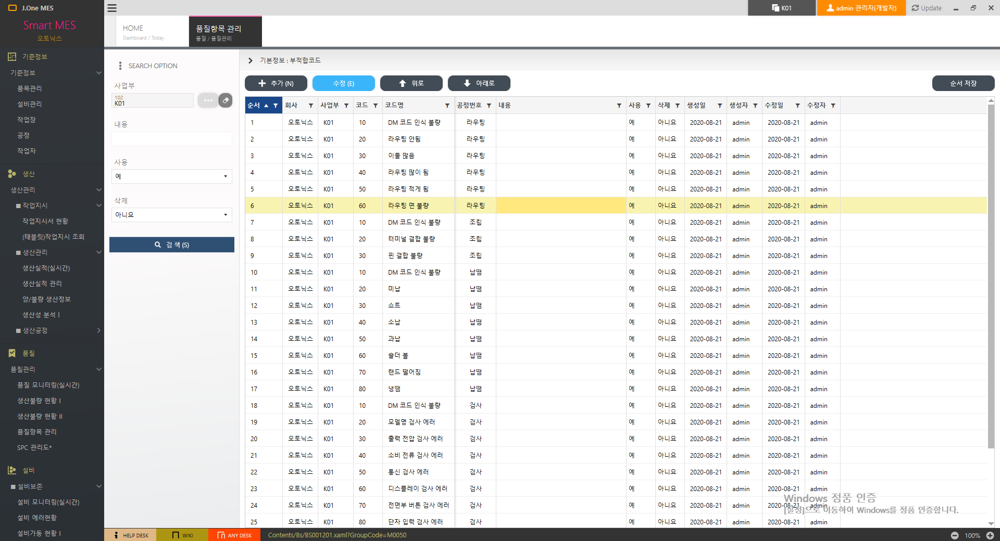 J.One MES
K01
admin 관리자(개발자)
Update
Smart MES
오토닉스
HOME
Dashboard / Today
품질항목 관리
품질 / 품질관리
기준정보
기준정보
품목관리
설비관리
작업장
공정
작업자
생산
생산관리
■ 작업지시
작업지시서 현황
(태블릿)작업지시 조회
■ 생산관리
생산실적(실시간)
생산실적 관리
양/불량 생산정보
생산성 분석 I
■ 생산공정
품질
품질관리
품질 모니터링(실시간)
생산불량 현황 I
생산불량 현황 II
품질항목 관리
SPC 관리도*
설비
■ 설비보존
설비 모니터링(실시간)
설비 에러현황
설비가동 현황 I
SEARCH OPTION
사업부
102
K01
내용
사용
예
삭제
아니요
검 색 (S)
기본정보 : 부적합코드
추가 (N) 수정 (E) 위로 아래로 순서 저장
순서 회사 사업부 코드 코드명 공정번호 내용 사용 삭제 생성일 생성자 수정일 수정자
1 오토닉스 K01 10 DM 코드 인식 불량 라우팅 예 아니요 2020-08-21 admin 2020-08-21 admin
2 오토닉스 K01 20 라우팅 안됨 라우팅 예 아니요 2020-08-21 admin 2020-08-21 admin
3 오토닉스 K01 30 이물 많음 라우팅 예 아니요 2020-08-21 admin 2020-08-21 admin
4 오토닉스 K01 40 라우팅 많이 됨 라우팅 예 아니요 2020-08-21 admin 2020-08-21 admin
5 오토닉스 K01 50 라우팅 적게 됨 라우팅 예 아니요 2020-08-21 admin 2020-08-21 admin
6 오토닉스 K01 60 라우팅 면 불량 라우팅 예 아니요 2020-08-21 admin 2020-08-21 admin
7 오토닉스 K01 10 DM 코드 인식 불량 조립 예 아니요 2020-08-21 admin 2020-08-21 admin
8 오토닉스 K01 20 터미널 결합 불량 조립 예 아니요 2020-08-21 admin 2020-08-21 admin
9 오토닉스 K01 30 핀 결합 불량 조립 예 아니요 2020-08-21 admin 2020-08-21 admin
10 오토닉스 K01 10 DM 코드 인식 불량 납땜 예 아니요 2020-08-21 admin 2020-08-21 admin
11 오토닉스 K01 20 미납 납땜 예 아니요 2020-08-21 admin 2020-08-21 admin
12 오토닉스 K01 30 쇼트 납땜 예 아니요 2020-08-21 admin 2020-08-21 admin
13 오토닉스 K01 40 소납 납땜 예 아니요 2020-08-21 admin 2020-08-21 admin
14 오토닉스 K01 50 과납 납땜 예 아니요 2020-08-21 admin 2020-08-21 admin
15 오토닉스 K01 60 숄더 볼 납땜 예 아니요 2020-08-21 admin 2020-08-21 admin
16 오토닉스 K01 70 랜드 떨어짐 납땜 예 아니요 2020-08-21 admin 2020-08-21 admin
17 오토닉스 K01 80 냉땜 납땜 예 아니요 2020-08-21 admin 2020-08-21 admin
18 오토닉스 K01 10 DM 코드 인식 불량 검사 예 아니요 2020-08-21 admin 2020-08-21 admin
19 오토닉스 K01 20 모델명 검사 에러 검사 예 아니요 2020-08-21 admin 2020-08-21 admin
20 오토닉스 K01 30 출력 전압 검사 에러 검사 예 아니요 2020-08-21 admin 2020-08-21 admin
21 오토닉스 K01 40 소비 전류 검사 에러 검사 예 아니요 2020-08-21 admin 2020-08-21 admin
22 오토닉스 K01 50 통신 검사 에러 검사 예 아니요 2020-08-21 admin 2020-08-21 admin
23 오토닉스 K01 60 디스플레이 검사 에러 검사 예 아니요 2020-08-21 admin 2020-08-21 admin
24 오토닉스 K01 70 전면부 버튼 검사 에러 검사 예 아니요 2020-08-21 admin 2020-08-21 admin
25 오토닉스 K01 80 단자 입력 검사 에러 검사 예 아니요 2020-08-21 admin 2020-08-21 admin
Windows 정품 인증
[설정]으로 이동하여 Windows를 정품 인증합니다.
HELP DESK WIKI ANY DESK Contents/Bs/BS001201.xaml?GroupCode=M0050 100%